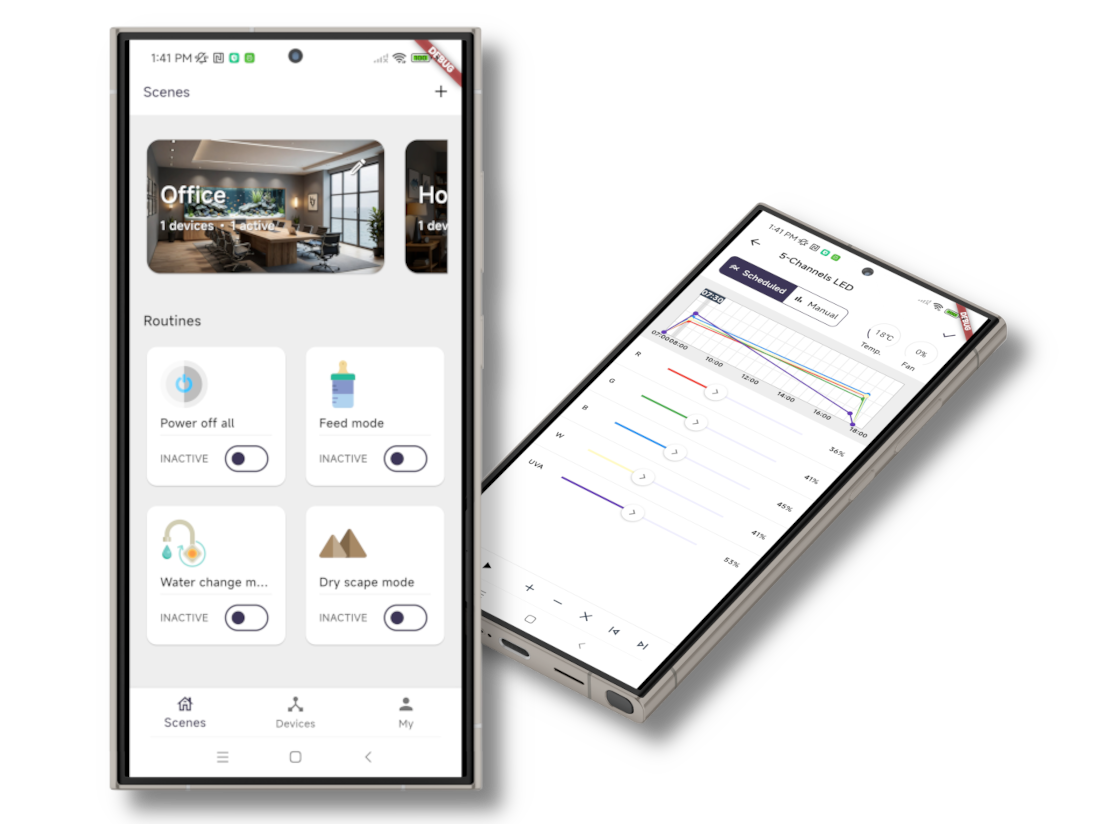 1:41 PM
100
DEBUG
Scenes
+
Office
1 devices • 1 active
Ho
1 dev
Routines
Power off all
INACTIVE
Feed mode
INACTIVE
Water change m...
INACTIVE
Dry scape mode
INACTIVE
Scenes
Devices
My
1:41 PM
DEBUG
5-Channels LED
Scheduled
Manual
18°C
Temp.
0%
Fan
07:30
07:00
08:00
10:00
12:00
14:00
16:00
18:00
R
36%
G
41%
B
45%
W
41%
UVA
53%